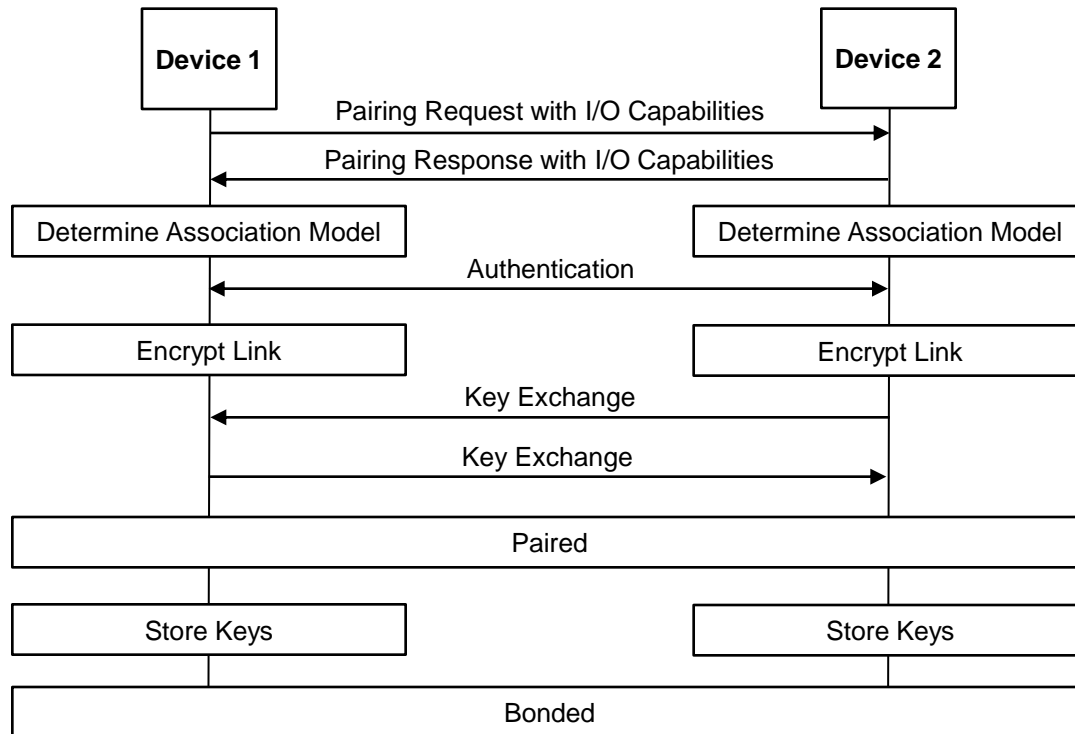 Device 1
Device 2
Pairing Request with I/O Capabilities
Pairing Response with I/O Capabilities
Determine Association Model
Determine Association Model
Authentication
Encrypt Link
Encrypt Link
Key Exchange
Key Exchange
Paired
Store Keys
Store Keys
Bonded